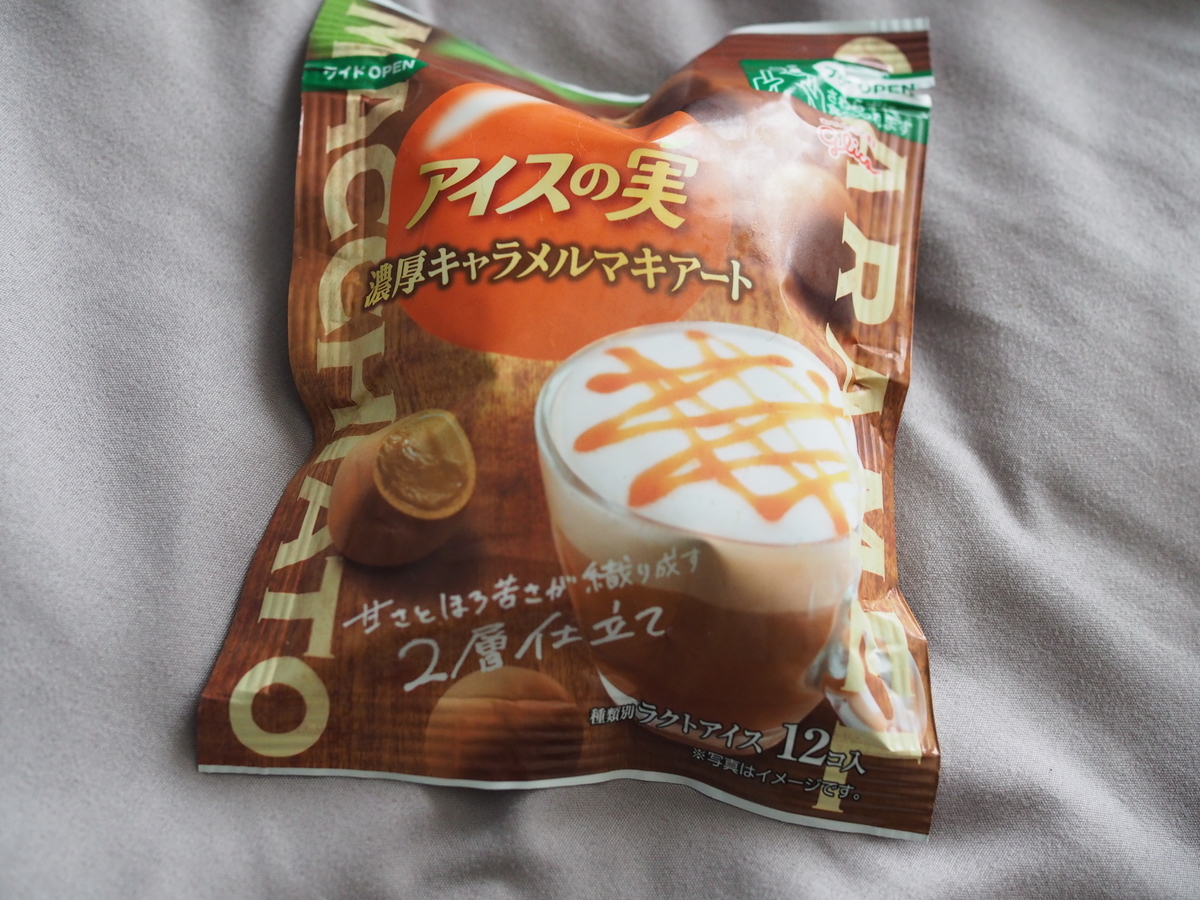 MACCHIATO
ワイドOPEN
OPEN
Glico
CARAMEL
アイスの実
濃厚キャラメルマキアート
甘さとほろ苦さが織り成す
2層仕立て
種類別ラクトアイス 12コ入
※写真はイメージです。